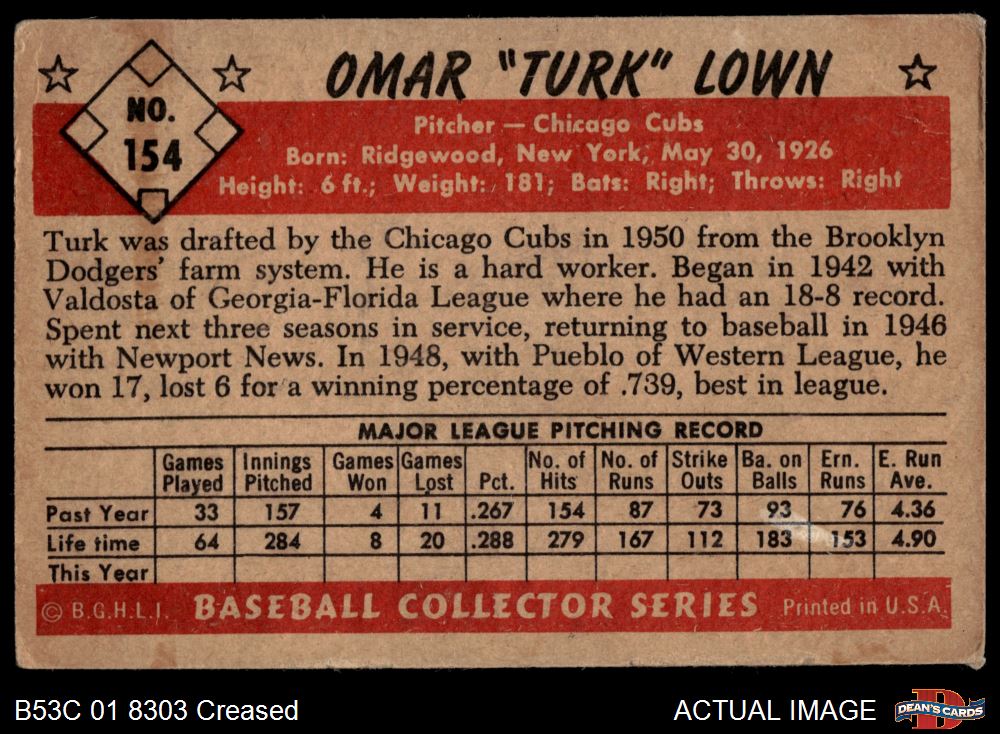 OMAR "TURK" LOWN
NO.
154
Pitcher — Chicago Cubs
Born: Ridgewood, New York, May 30, 1926
Height: 6 ft.; Weight: 181; Bats: Right; Throws: Right
Turk was drafted by the Chicago Cubs in 1950 from the Brooklyn
Dodgers' farm system. He is a hard worker. Began in 1942 with
Valdosta of Georgia-Florida League where he had an 18-8 record.
Spent next three seasons in service, returning to baseball in 1946
with Newport News. In 1948, with Pueblo of Western League, he
won 17, lost 6 for a winning percentage of .739, best in league.
MAJOR LEAGUE PITCHING RECORD
Games Innings Games Games No. of No. of Strike Ba. on Ern. E. Run
Played Pitched Won Lost Pct. Hits Runs Outs Balls Runs Ave.
Past Year 33 157 4 11 .267 154 87 73 93 76 4.36
Life time 64 284 8 20 .288 279 167 112 183 153 4.90
This Year
© B.G.H.L.I. BASEBALL COLLECTOR SERIES Printed in U.S.A.
B53C 01 8303 Creased ACTUAL IMAGE DEAN'S CARDS